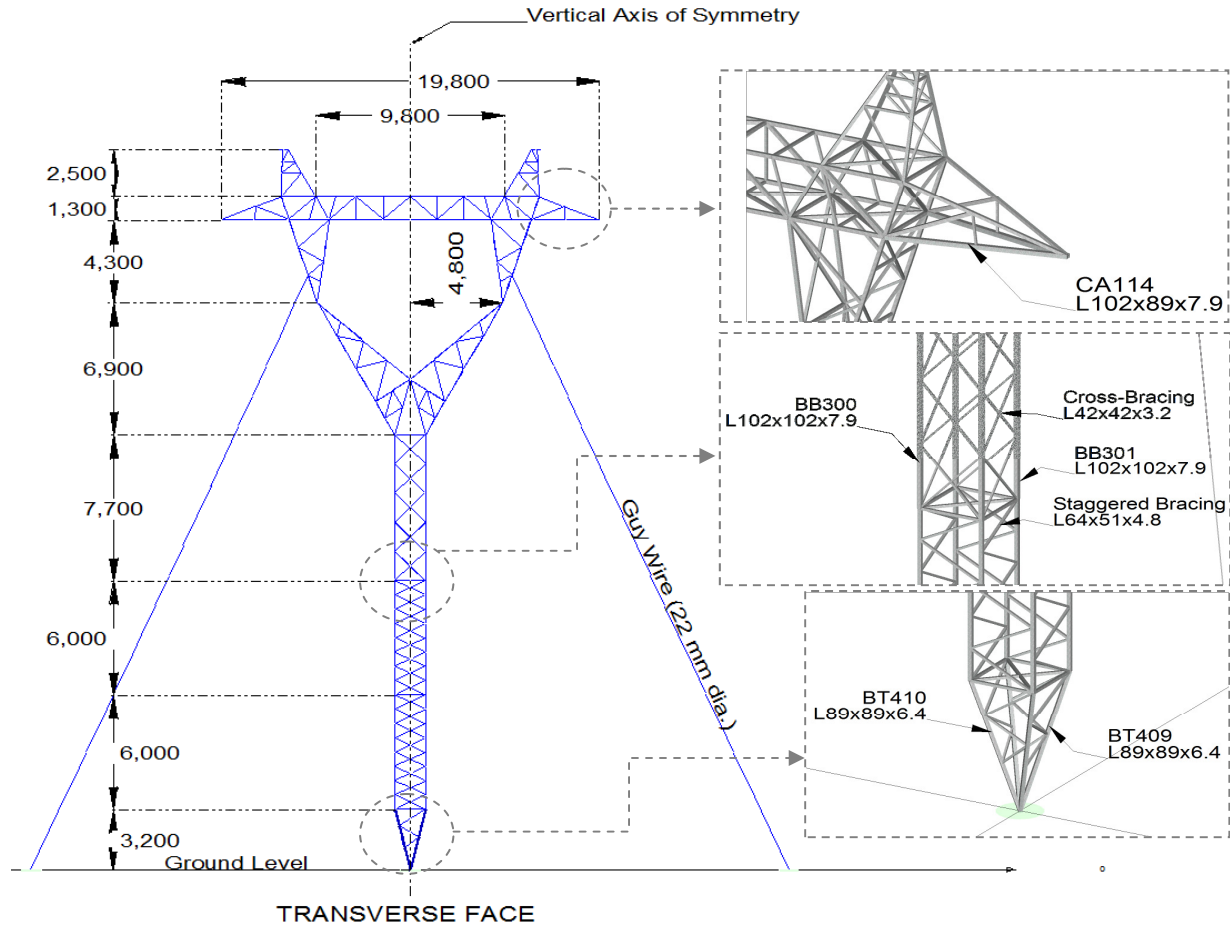 Vertical Axis of Symmetry
19,800
9,800
2,500
1,300
4,300
4,800
6,900
7,700
6,000
6,000
3,200
Guy Wire (22 mm dia.)
Ground Level
TRANSVERSE FACE
CA114
L102x89x7.9
BB300
L102x102x7.9
Cross-Bracing
L42x42x3.2
BB301
L102x102x7.9
Staggered Bracing
L64x51x4.8
BT410
L89x89x6.4
BT409
L89x89x6.4